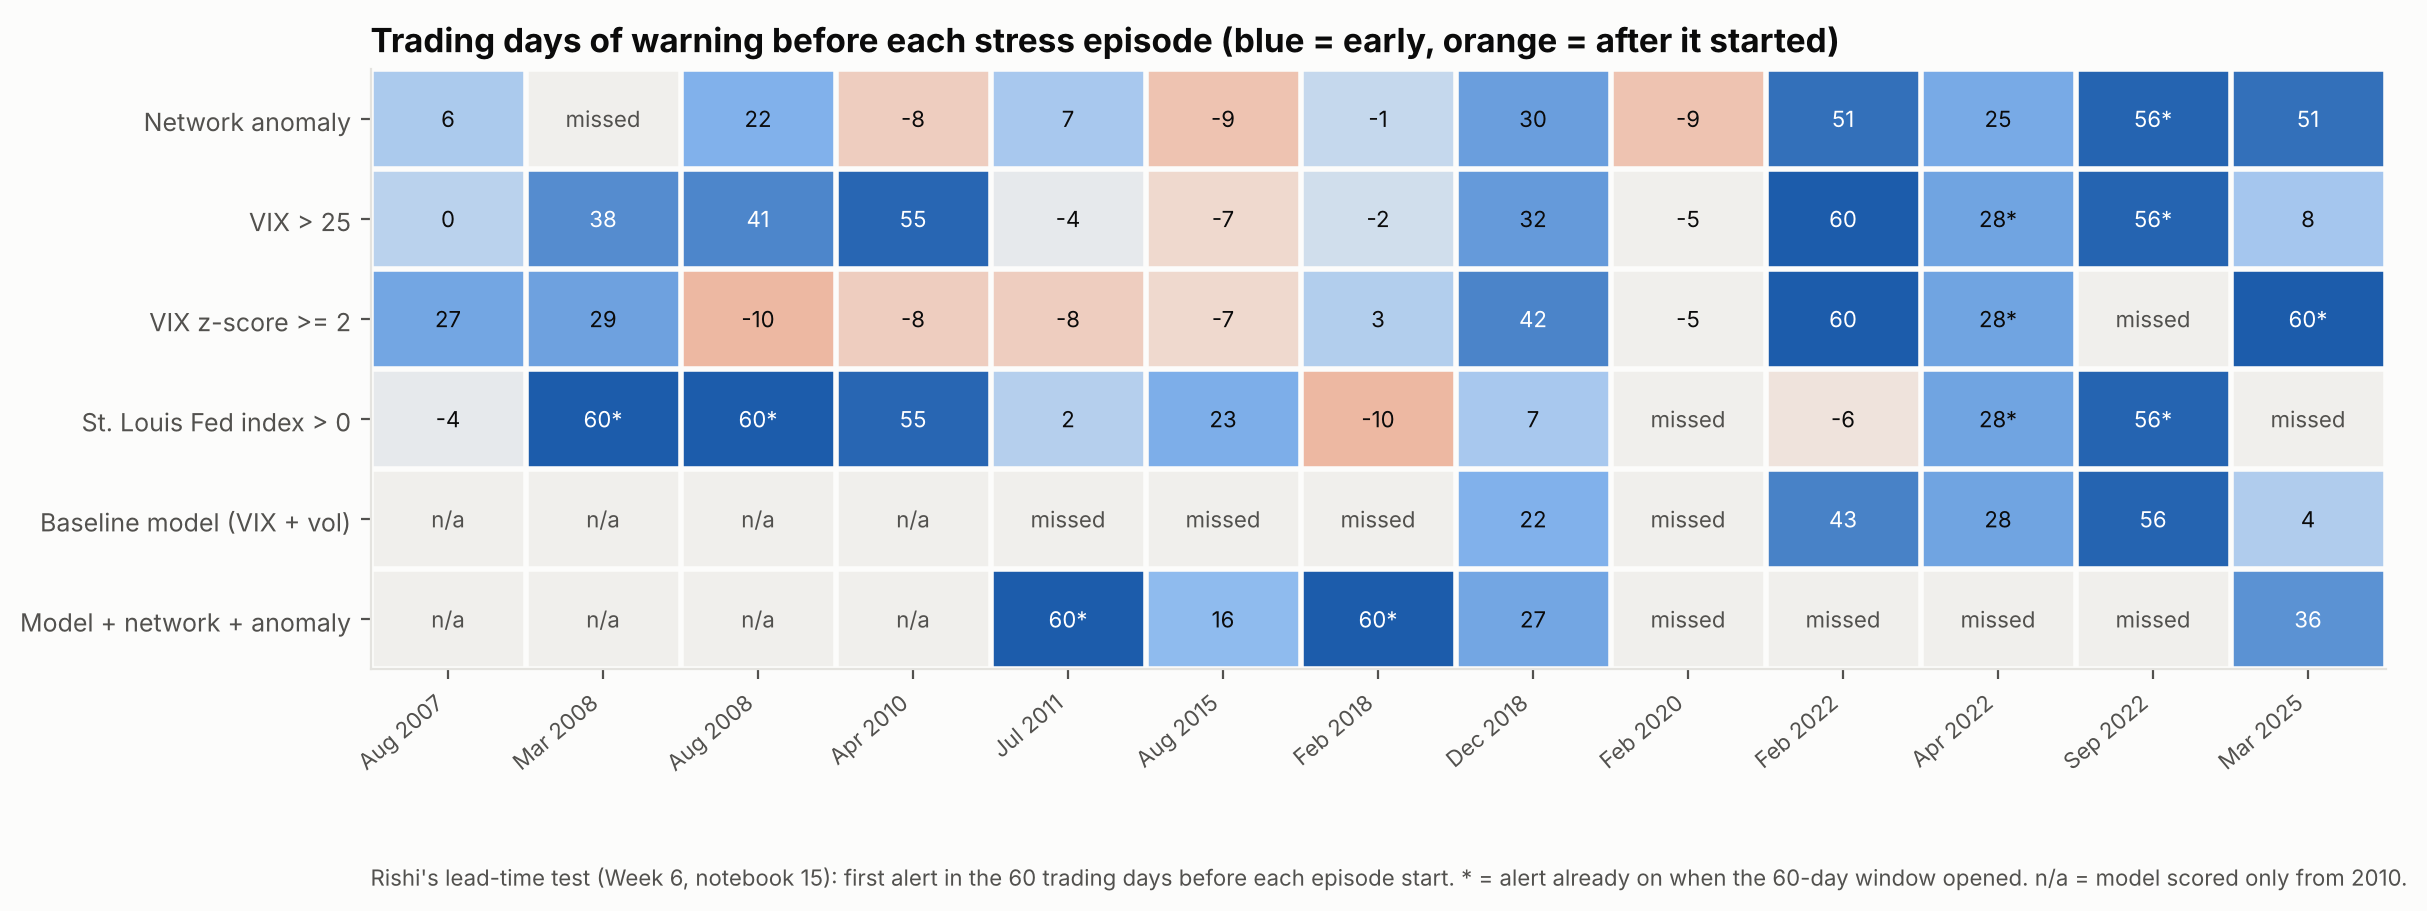 Trading days of warning before each stress episode (blue = early, orange = after it started)
Network anomaly 6 missed 22 -8 7 -9 -1 30 -9 51 25 56* 51
VIX > 25 0 38 41 55 -4 -7 -2 32 -5 60 28* 56* 8
VIX z-score >= 2 27 29 -10 -8 -8 -7 3 42 -5 60 28* missed 60*
St. Louis Fed index > 0 -4 60* 60* 55 2 23 -10 7 missed -6 28* 56* missed
Baseline model (VIX + vol) n/a n/a n/a n/a missed missed missed 22 missed 43 28 56 4
Model + network + anomaly n/a n/a n/a n/a 60* 16 60* 27 missed missed missed missed 36
Aug 2007 Mar 2008 Aug 2008 Apr 2010 Jul 2011 Aug 2015 Feb 2018 Dec 2018 Feb 2020 Feb 2022 Apr 2022 Sep 2022 Mar 2025
Rishi's lead-time test (Week 6, notebook 15): first alert in the 60 trading days before each episode start. * = alert already on when the 60-day window opened. n/a = model scored only from 2010.